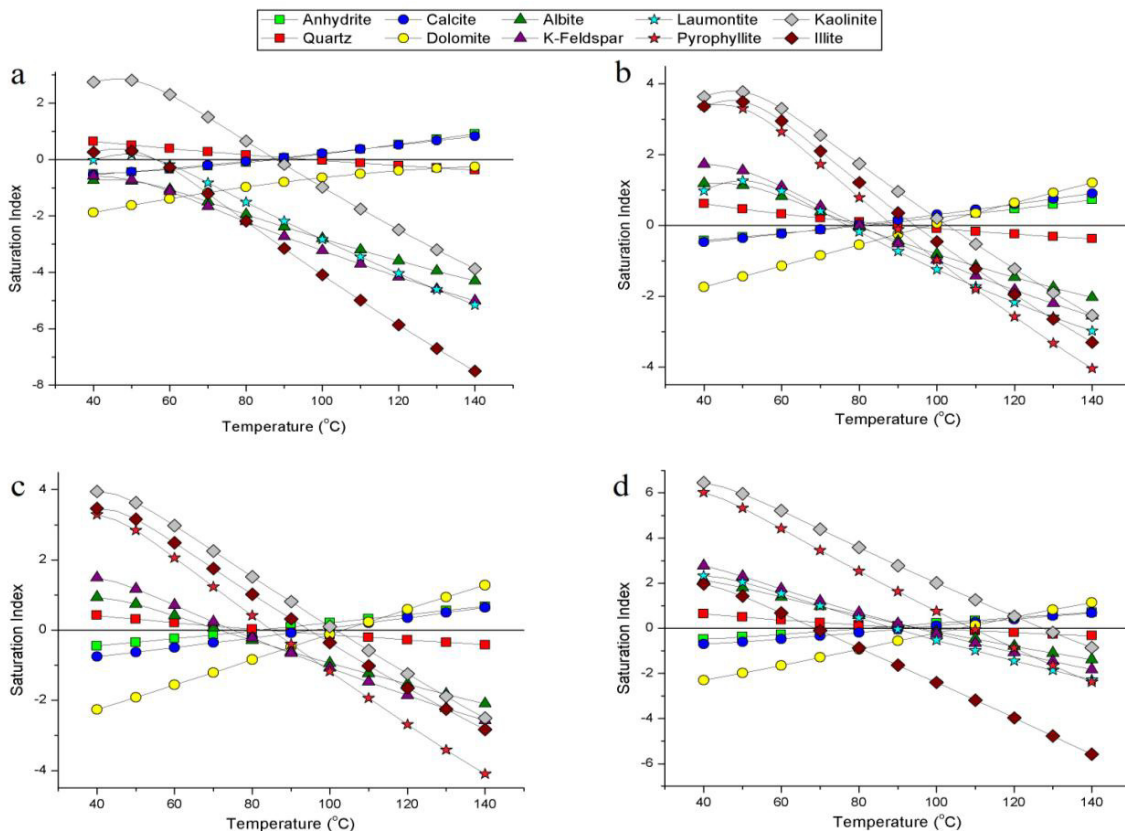 Anhydrite Calcite Albite Laumontite Kaolinite
Quartz Dolomite K-Feldspar Pyrophyllite Illite
a
2
0
-2
-4
-6
-8
Saturation Index
40 60 80 100 120 140
Temperature (°C)
b
4
2
0
-2
-4
Saturation Index
40 60 80 100 120 140
Temperature (°C)
c
4
2
0
-2
-4
Saturation Index
40 60 80 100 120 140
Temperature (°C)
d
6
4
2
0
-2
-4
-6
Saturation Index
40 60 80 100 120 140
Temperature (°C)